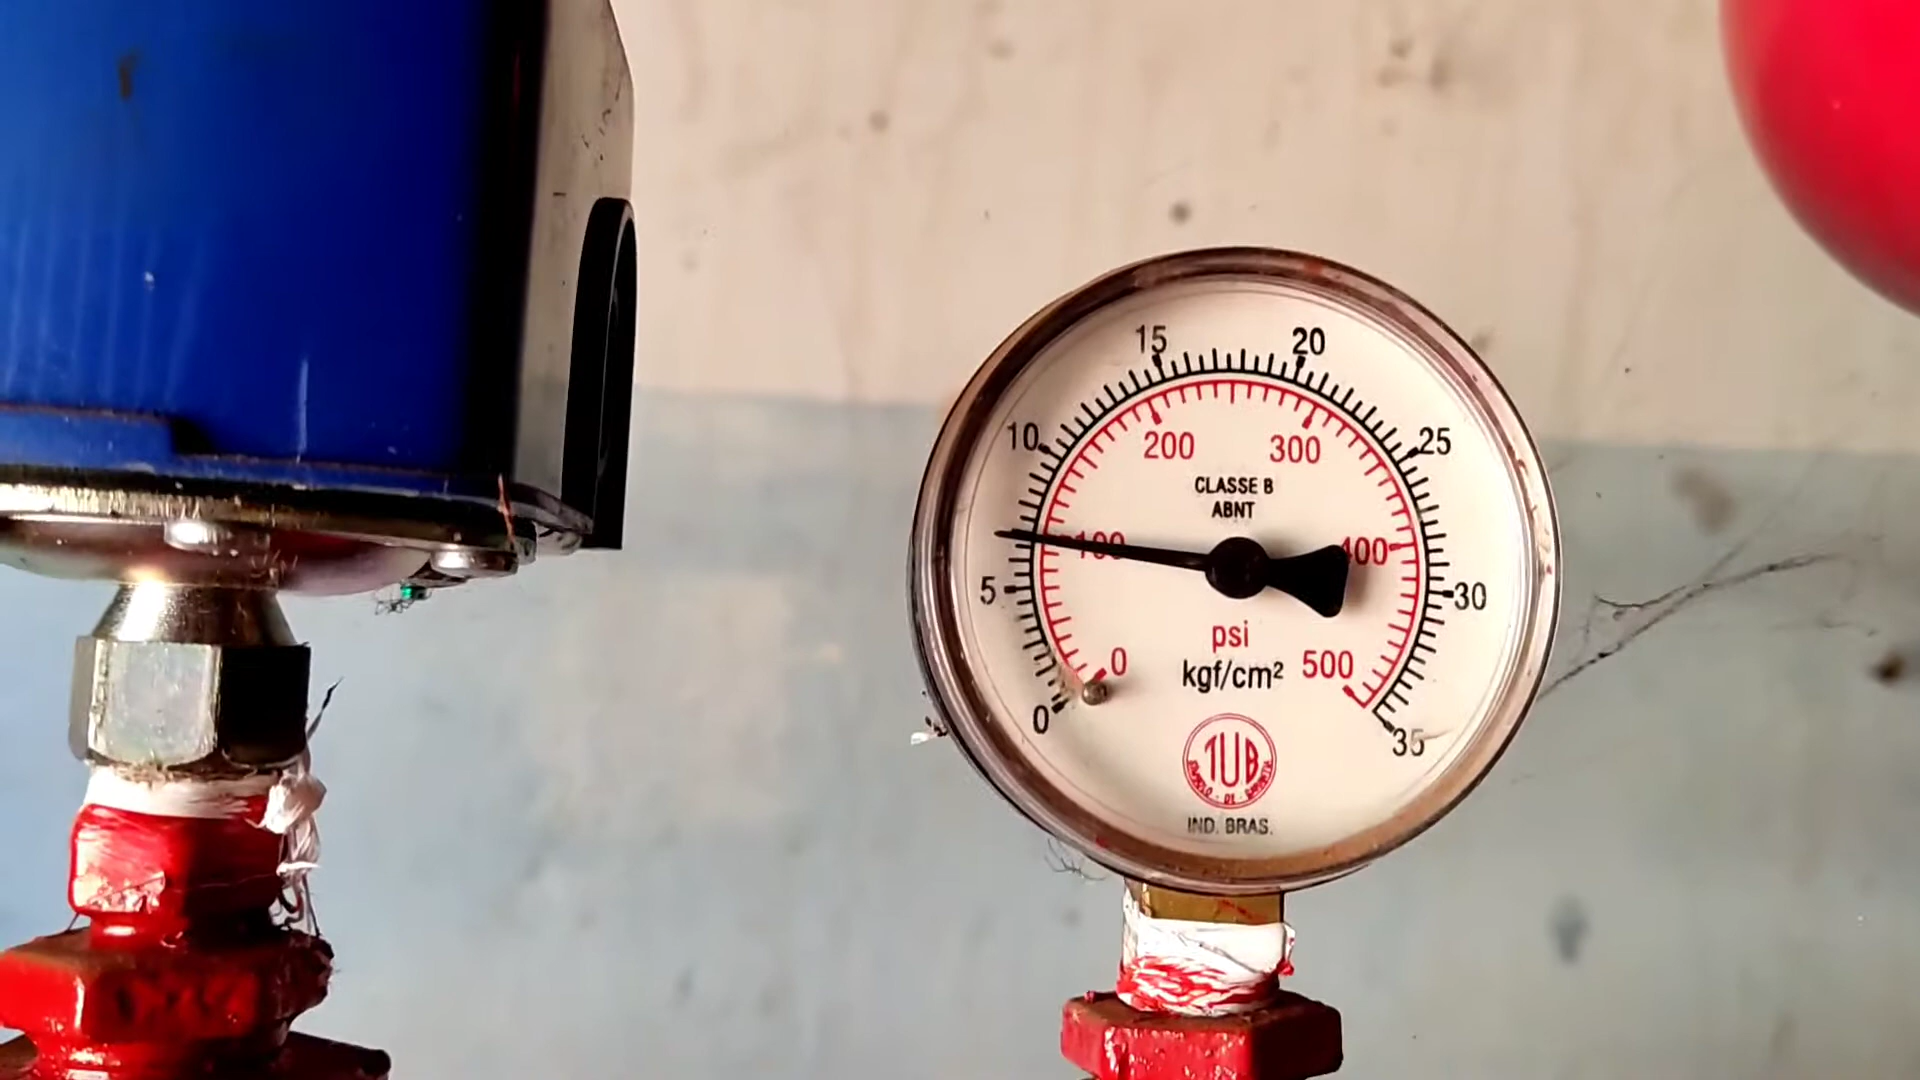 15 20
10 25
200 300
CLASSE B
ABNT
100 400
5 30
psi
0 500
kgf/cm²
0 35
TUB
IND. BRAS.